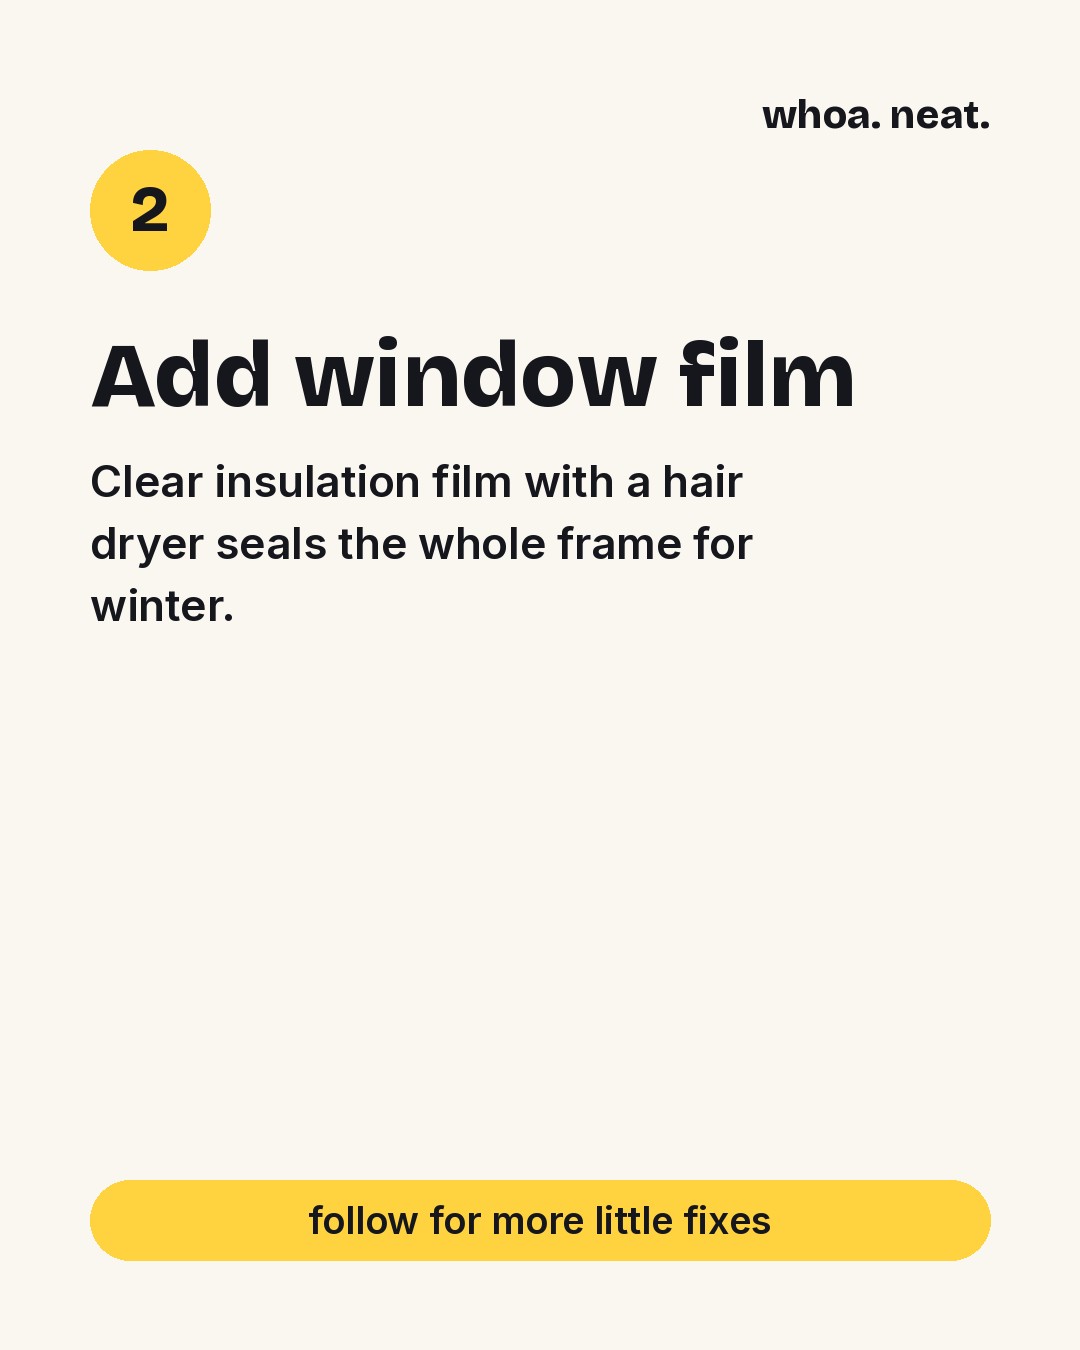 whoa. neat.
2
Add window film
Clear insulation film with a hair
dryer seals the whole frame for
winter.
follow for more little fixes